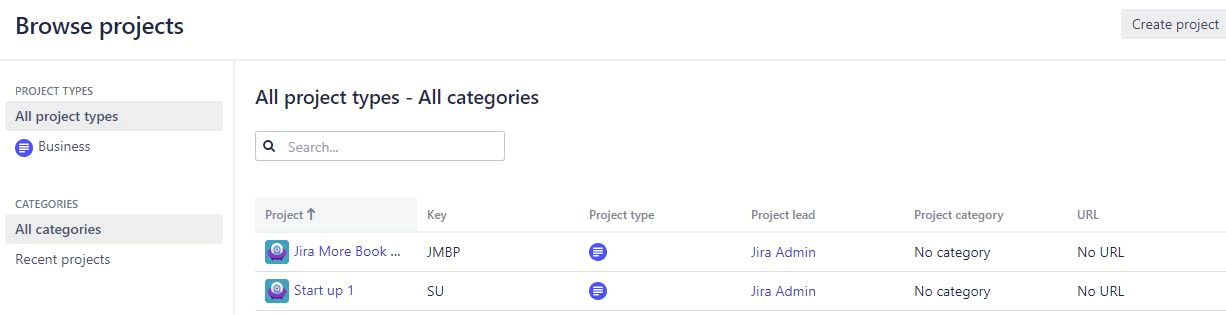 Browse projects
Create project
PROJECT TYPES
All project types
Business
CATEGORIES
All categories
Recent projects
All project types - All categories
Search...
Project↑ Key Project type Project lead Project category URL
Jira More Book ... JMBP Jira Admin No category No URL
Start up 1 SU Jira Admin No category No URL